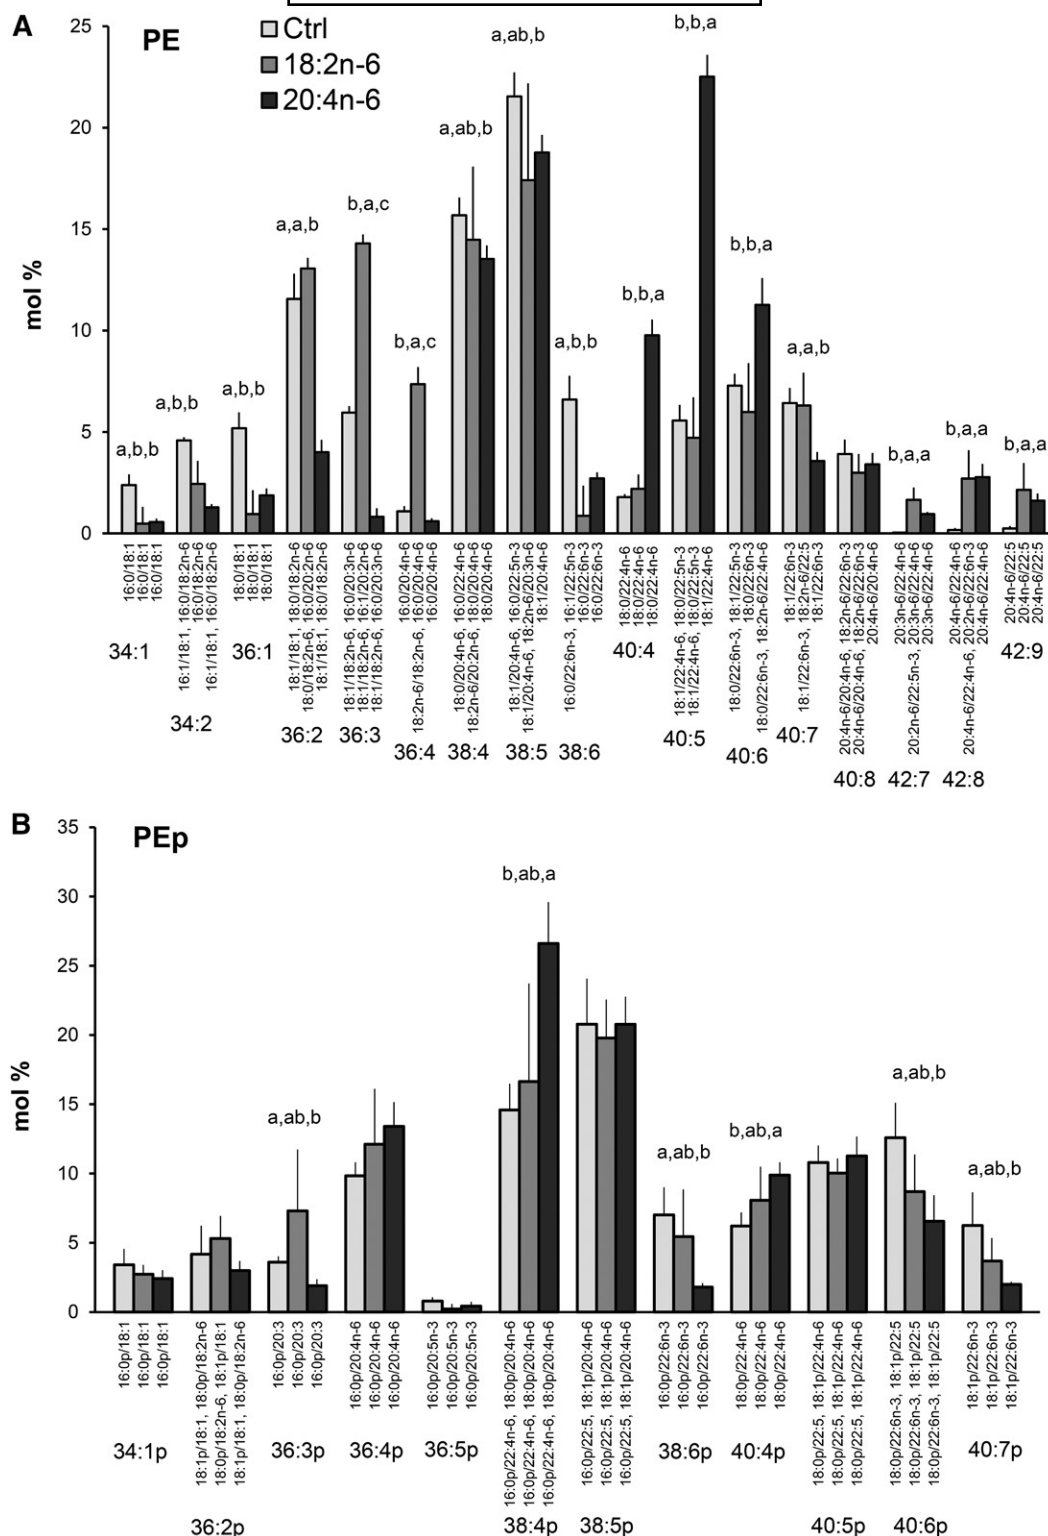 A
PE
Ctrl
18:2n-6
20:4n-6
mol %
25
20
15
10
5
0
a,b,b
a,b,b
a,b,b
a,a,b
b,a,c
b,a,c
a,ab,b
a,ab,b
a,b,b
b,b,a
b,b,a
b,b,a
a,a,b
b,a,a
b,a,a
b,a,a
16:0/18:1
16:0/18:1
16:0/18:1
34:1
16:0/18:2n-6
16:1/18:1, 16:0/18:2n-6
16:1/18:1, 16:0/18:2n-6
34:2
18:0/18:1
18:0/18:1
18:0/18:1
36:1
18:1/18:1, 18:0/18:2n-6
18:0/18:2n-6, 16:0/20:2n-6
18:1/18:1, 18:0/18:2n-6
36:2
18:1/18:2n-6, 16:0/20:3n-6
18:1/18:2n-6, 16:1/20:2n-6
18:1/18:2n-6, 16:0/20:3n-6
36:3
16:0/20:4n-6
18:2n-6/18:2n-6, 16:0/20:4n-6
16:0/20:4n-6
36:4
18:0/20:4n-6, 16:0/22:4n-6
18:2n-6/20:2n-6, 18:0/20:4n-6
18:0/20:4n-6
38:4
18:1/20:4n-6, 16:0/22:5n-3
18:1/20:4n-6, 18:2n-6/20:3n-6
18:1/20:4n-6
38:5
16:0/22:6n-3, 16:1/22:5n-3
16:0/22:6n-3
16:0/22:6n-3
38:6
18:0/22:4n-6
18:0/22:4n-6
18:0/22:4n-6
40:4
18:1/22:4n-6, 18:0/22:5n-3
18:1/22:4n-6, 18:0/22:5n-3
18:1/22:4n-6
40:5
18:0/22:6n-3, 18:1/22:5n-3
18:0/22:6n-3
18:0/22:6n-3, 18:2n-6/22:4n-6
40:6
18:1/22:6n-3
18:1/22:6n-3, 18:2n-6/22:5
18:1/22:6n-3
40:7
20:4n-6/20:4n-6, 18:2n-6/22:6n-3
20:4n-6/20:4n-6, 18:2n-6/22:6n-3
20:4n-6/20:4n-6
40:8
20:3n-6/22:4n-6
20:2n-6/22:5n-3, 20:3n-6/22:4n-6
20:3n-6/22:4n-6
42:7
20:4n-6/22:4n-6
20:4n-6/22:4n-6, 20:2n-6/22:6n-3
20:4n-6/22:4n-6
42:8
20:4n-6/22:5
20:4n-6/22:5
20:4n-6/22:5
42:9
B
PEp
mol %
35
30
25
20
15
10
5
0
a,ab,b
b,ab,a
a,ab,b
b,ab,a
a,ab,b
a,ab,b
16:0p/18:1
16:0p/18:1
16:0p/18:1
34:1p
18:1p/18:1, 18:0p/18:2n-6
18:0p/18:2n-6, 18:1p/18:1
18:1p/18:1, 18:0p/18:2n-6
36:2p
16:0p/20:3
16:0p/20:3
16:0p/20:3
36:3p
16:0p/20:4n-6
16:0p/20:4n-6
16:0p/20:4n-6
36:4p
16:0p/20:5n-3
16:0p/20:5n-3
16:0p/20:5n-3
36:5p
16:0p/22:4n-6, 18:0p/20:4n-6
16:0p/22:4n-6, 18:0p/20:4n-6
16:0p/22:4n-6, 18:0p/20:4n-6
38:4p
16:0p/22:5, 18:1p/20:4n-6
16:0p/22:5, 18:1p/20:4n-6
16:0p/22:5, 18:1p/20:4n-6
38:5p
16:0p/22:6n-3
16:0p/22:6n-3
16:0p/22:6n-3
38:6p
18:0p/22:4n-6
18:0p/22:4n-6
18:0p/22:4n-6
40:4p
18:0p/22:5, 18:1p/22:4n-6
18:0p/22:5, 18:1p/22:4n-6
18:0p/22:5, 18:1p/22:4n-6
40:5p
18:0p/22:6n-3, 18:1p/22:5
18:0p/22:6n-3, 18:1p/22:5
18:0p/22:6n-3, 18:1p/22:5
40:6p
18:1p/22:6n-3
18:1p/22:6n-3
18:1p/22:6n-3
40:7p